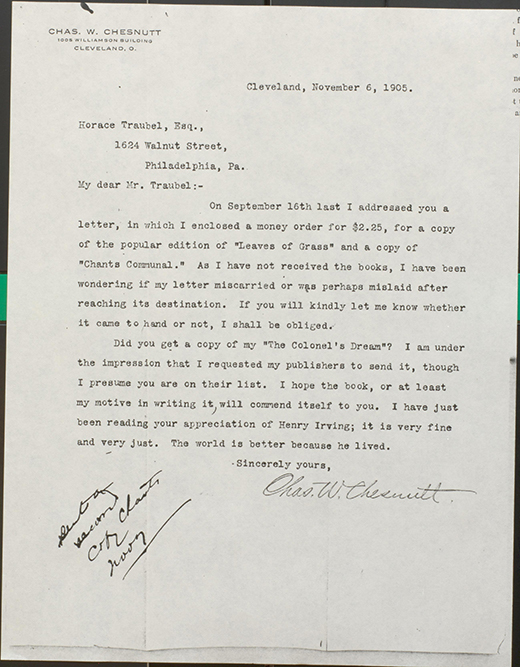 CHAS. W. CHESNUTT
1005 WILLIAMSON BUILDING
CLEVELAND, O.
Cleveland, November 6, 1905.
Horace Traubel, Esq.,
1624 Walnut Street,
Philadelphia, Pa.
My dear Mr. Traubel:-
On September 16th last I addressed you a
letter, in which I enclosed a money order for $2.25, for a copy
of the popular edition of "Leaves of Grass" and a copy of
"Chants Communal." As I have not received the books, I have been
wondering if my letter miscarried or was perhaps mislaid after
reaching its destination. If you will kindly let me know whether
it came to hand or not, I shall be obliged.
Did you get a copy of my "The Colonel's Dream"? I am under
the impression that I requested my publishers to send it, though
I presume you are on their list. I hope the book, or at least
my motive in writing it, will commend itself to you. I have just
been reading your appreciation of Henry Irving; it is very fine
and very just. The world is better because he lived.
Sincerely yours,
Chas. W. Chesnutt.
sent a
second
copy Chants